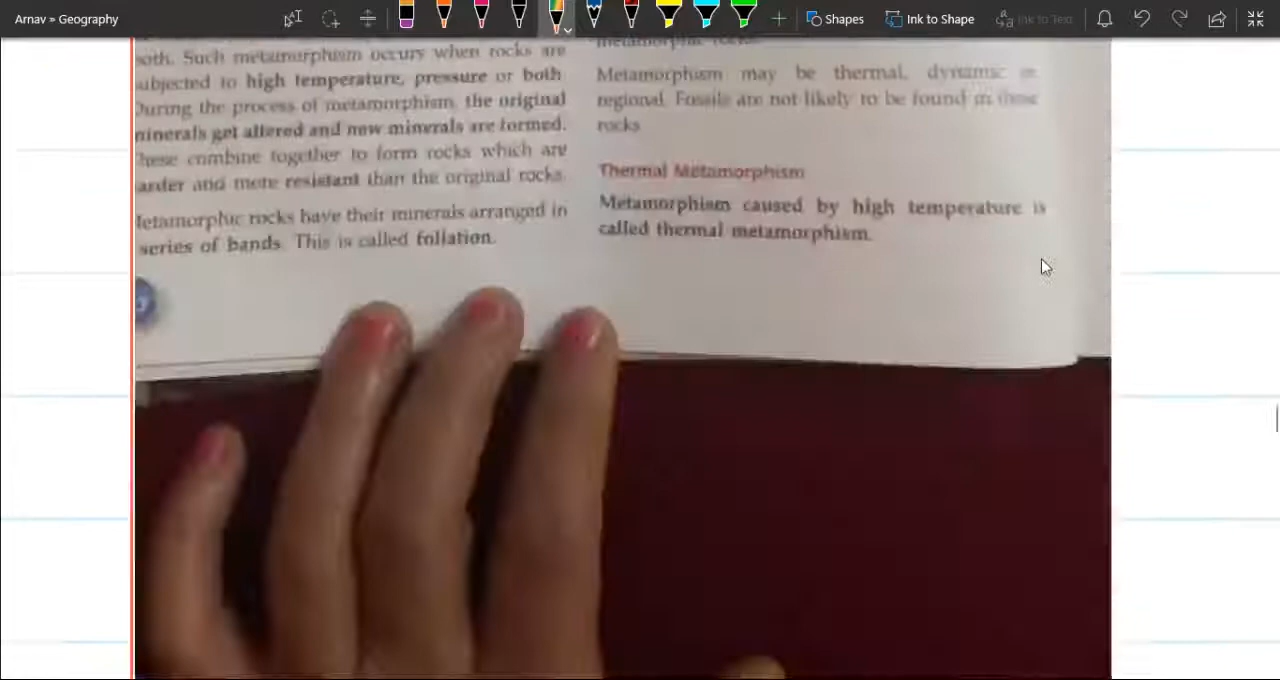 Arnav » Geography
Shapes
Ink to Shape
Ink to Text
both. Such metamorphism occurs when rocks are
subjected to high temperature, pressure or both
During the process of metamorphism, the original
minerals get altered and new minerals are formed.
These combine together to form rocks which are
harder and more resistant than the original rocks.
Metamorphic rocks have their minerals arranged in
series of bands. This is called foliation.
metamorphic rocks.
Metamorphism may be thermal, dynamic or
regional. Fossils are not likely to be found in these
rocks
Thermal Metamorphism
Metamorphism caused by high temperature is
called thermal metamorphism.